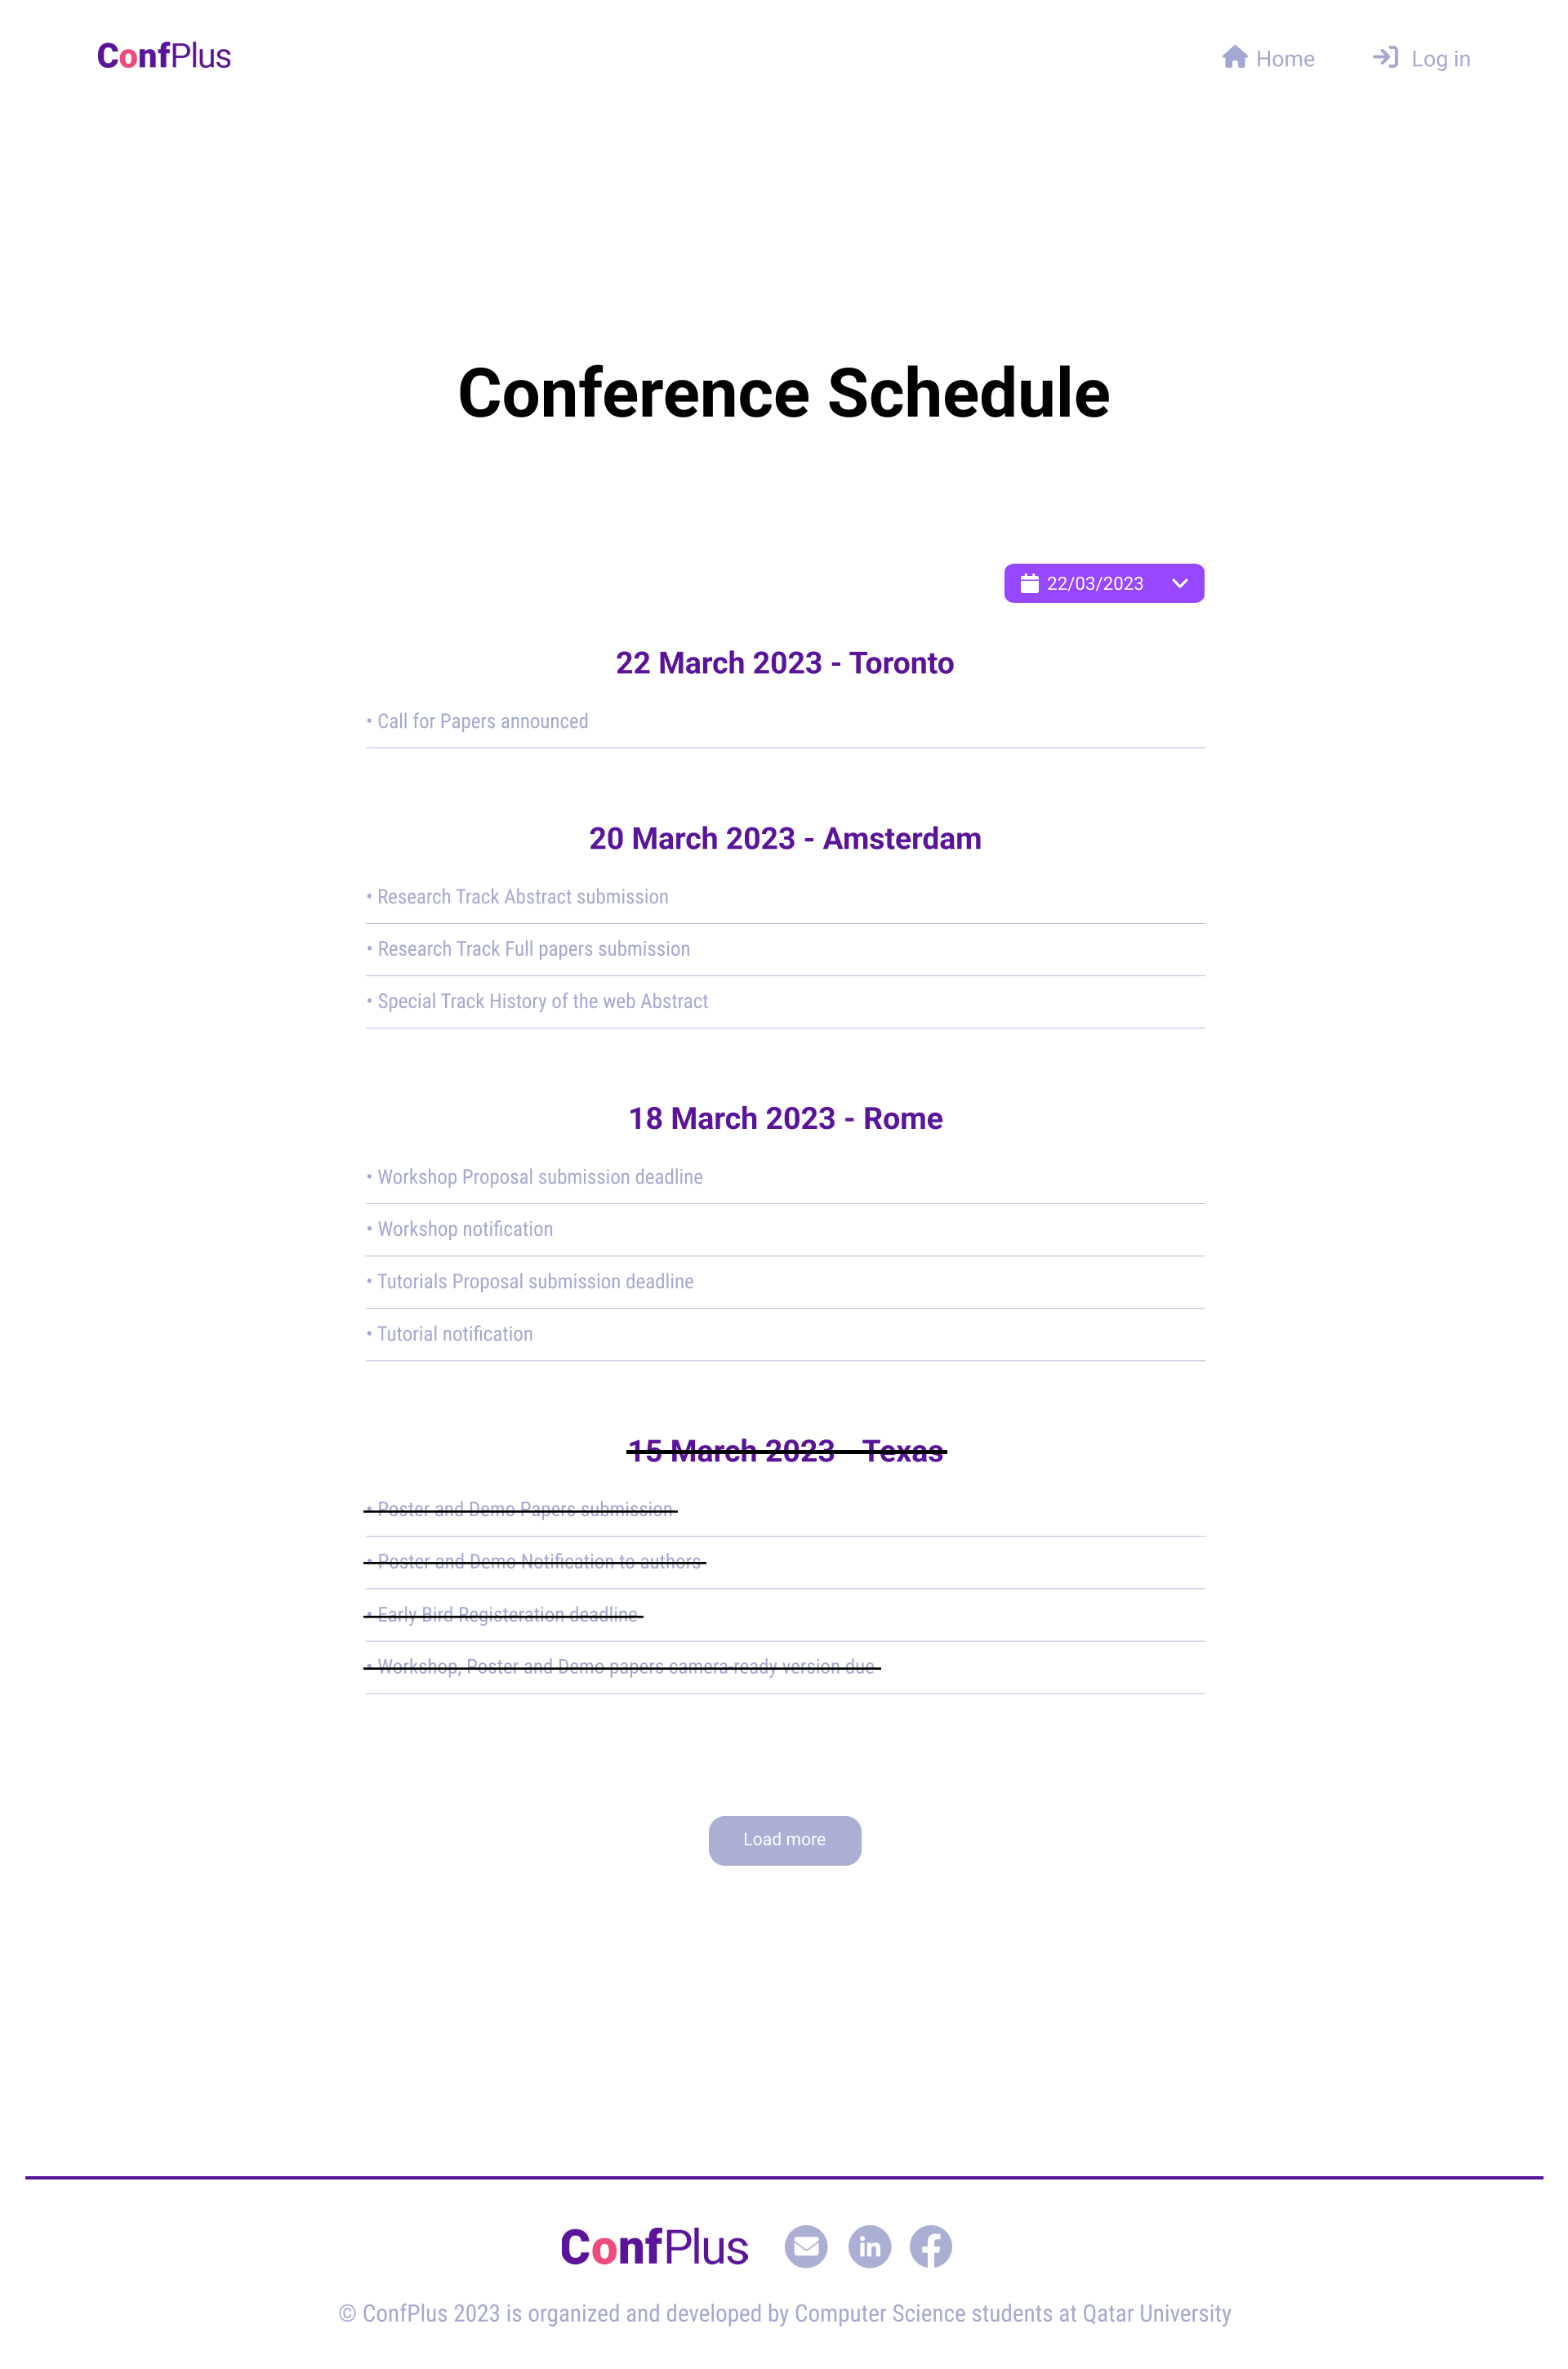 ConfPlus
Home
Log in
Conference Schedule
22/03/2023
22 March 2023 - Toronto
• Call for Papers announced
20 March 2023 - Amsterdam
• Research Track Abstract submission
• Research Track Full papers submission
• Special Track History of the web Abstract
18 March 2023 - Rome
• Workshop Proposal submission deadline
• Workshop notification
• Tutorials Proposal submission deadline
• Tutorial notification
15 March 2023 - Texas
• Poster and Demo Papers submission
• Poster and Demo Notification to authors
• Early Bird Registeration deadline
• Workshop, Poster and Demo papers camera-ready version due
Load more
ConfPlus
in
© ConfPlus 2023 is organized and developed by Computer Science students at Qatar University